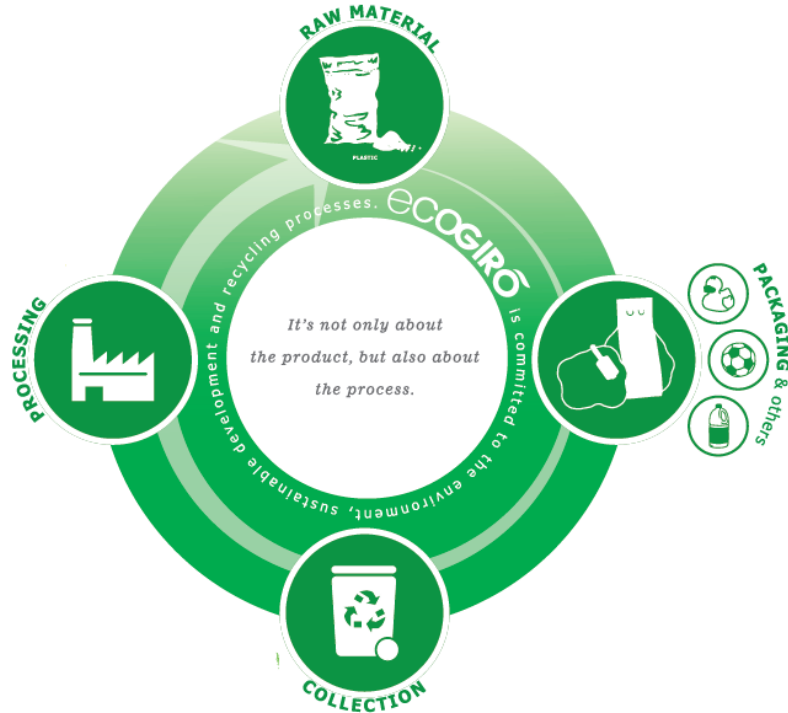 RAW MATERIAL
PLASTIC
ecoGIRÕ is committed to the environment, sustainable development and recycling processes.
It's not only about
the product, but also about
the process.
PROCESSING
PACKAGING & others
COLLECTION